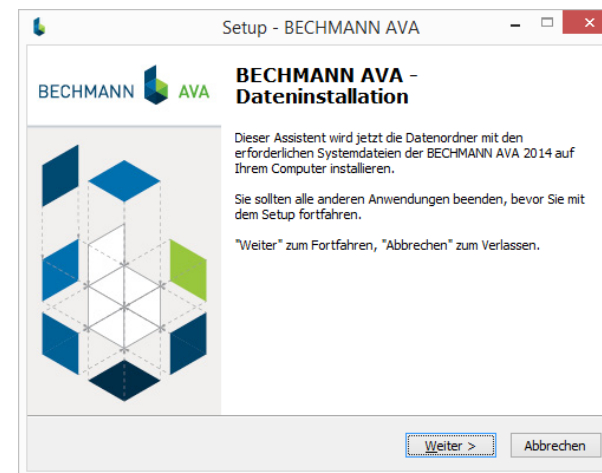 Setup - BECHMANN AVA
BECHMANN AVA
BECHMANN AVA -
Dateninstallation
Dieser Assistent wird jetzt die Datenordner mit den
erforderlichen Systemdateien der BECHMANN AVA 2014 auf
Ihrem Computer installieren.
Sie sollten alle anderen Anwendungen beenden, bevor Sie mit
dem Setup fortfahren.
"Weiter" zum Fortfahren, "Abbrechen" zum Verlassen.
Weiter >
Abbrechen